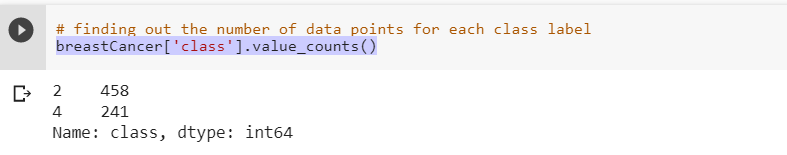 # finding out the number of data points for each class label
breastCancer['class'].value_counts()
2    458
4    241
Name: class, dtype: int64